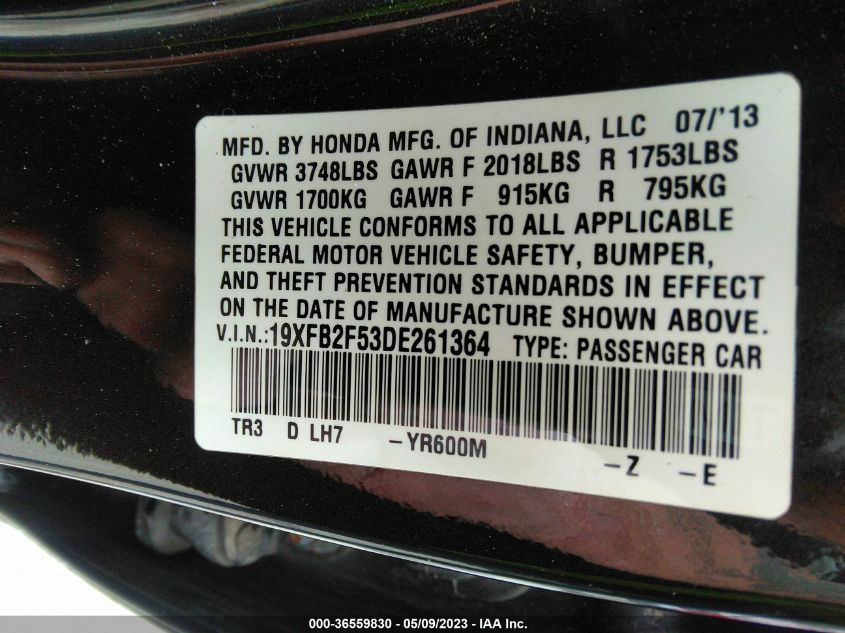 MFD. BY HONDA MFG. OF INDIANA, LLC 07/'13
GVWR 3748LBS GAWR F 2018LBS R 1753LBS
GVWR 1700KG GAWR F 915KG R 795KG
THIS VEHICLE CONFORMS TO ALL APPLICABLE
FEDERAL MOTOR VEHICLE SAFETY, BUMPER,
AND THEFT PREVENTION STANDARDS IN EFFECT
ON THE DATE OF MANUFACTURE SHOWN ABOVE.
V.I.N.:19XFB2F53DE261364 TYPE: PASSENGER CAR
TR3 D LH7 -YR600M -Z -E
000-36559830 - 05/09/2023 - IAA Inc.